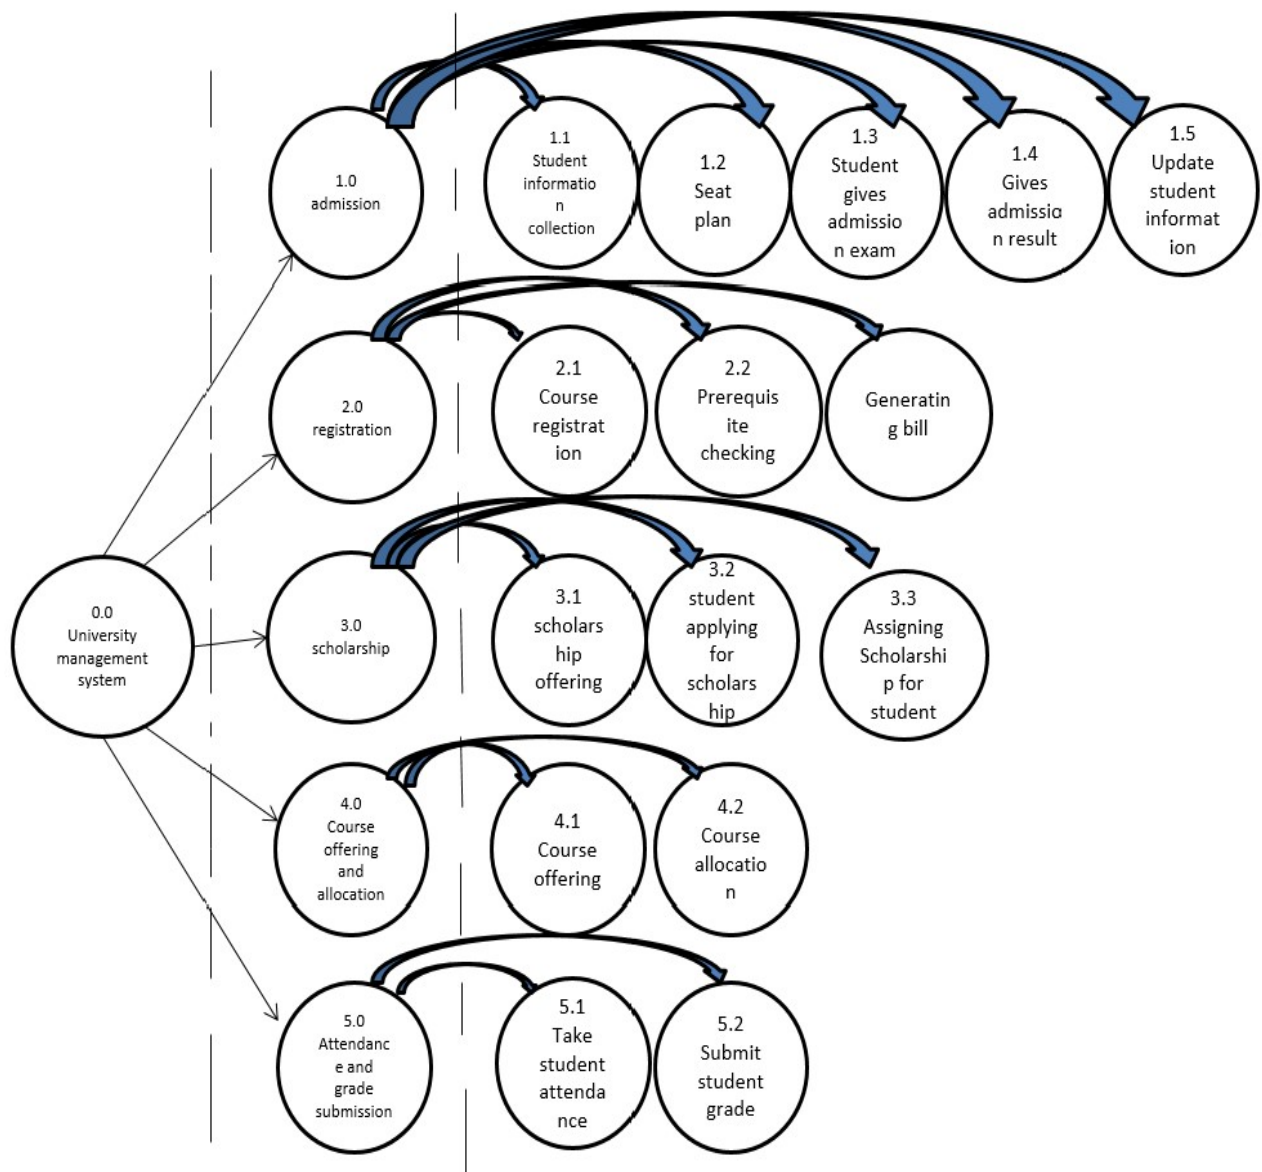 1.0
admission
1.1
Student
informatio
n
collection
1.2
Seat
plan
1.3
Student
gives
admissio
n exam
1.4
Gives
admissio
n result
1.5
Update
student
informat
ion
2.0
registration
2.1
Course
registrat
ion
2.2
Prerequis
ite
checking
Generatin
g bill
0.0
University
management
system
3.0
scholarship
3.1
scholars
hip
offering
3.2
student
applying
for
scholars
hip
3.3
Assigning
Scholarshi
p for
student
4.0
Course
offering
and
allocation
4.1
Course
offering
4.2
Course
allocatio
n
5.0
Attendanc
e and
grade
submission
5.1
Take
student
attenda
nce
5.2
Submit
student
grade